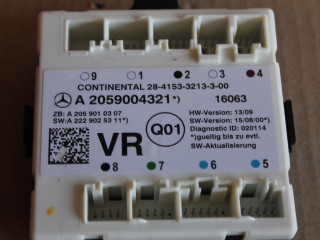 9 1 2 3 4
CONTINENTAL 28-4153-3213-3-00
A 2059004321*) 16063
ZB: A 205 901 03 07 HW-Version: 13/09
SW:A 222 902 53 11*) SW-Version: 15/08/00*)
Diagnostic ID: 020114
*)gueltig bis zu evtl.
SW-Aktualisierung
VR Q01
8 7 6 5